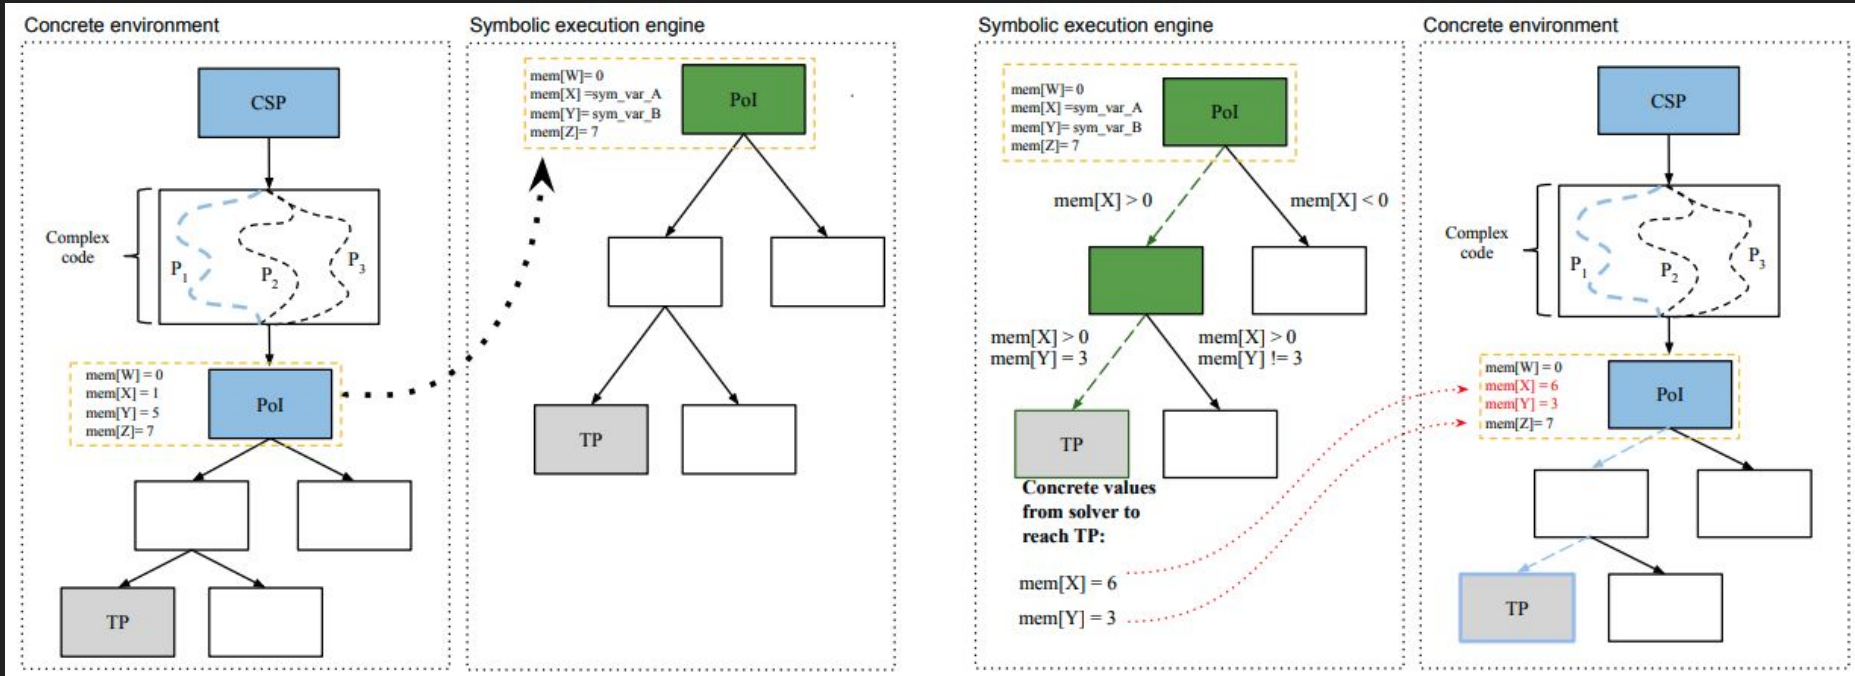 Concrete environment
CSP
Complex
code
P1
P2
P3
mem[W] = 0
mem[X] = 1
mem[Y] = 5
mem[Z]= 7
PoI
TP
Symbolic execution engine
mem[W]= 0
mem[X] =sym_var_A
mem[Y]= sym_var_B
mem[Z]= 7
PoI
TP
Symbolic execution engine
mem[W]= 0
mem[X] =sym_var_A
mem[Y]= sym_var_B
mem[Z]= 7
PoI
mem[X] > 0
mem[X] < 0
mem[X] > 0
mem[Y] = 3
mem[X] > 0
mem[Y] != 3
TP
Concrete values
from solver to
reach TP:
mem[X] = 6
mem[Y] = 3
Concrete environment
CSP
Complex
code
P1
P2
P3
mem[W] = 0
mem[X] = 6
mem[Y] = 3
mem[Z]= 7
PoI
TP